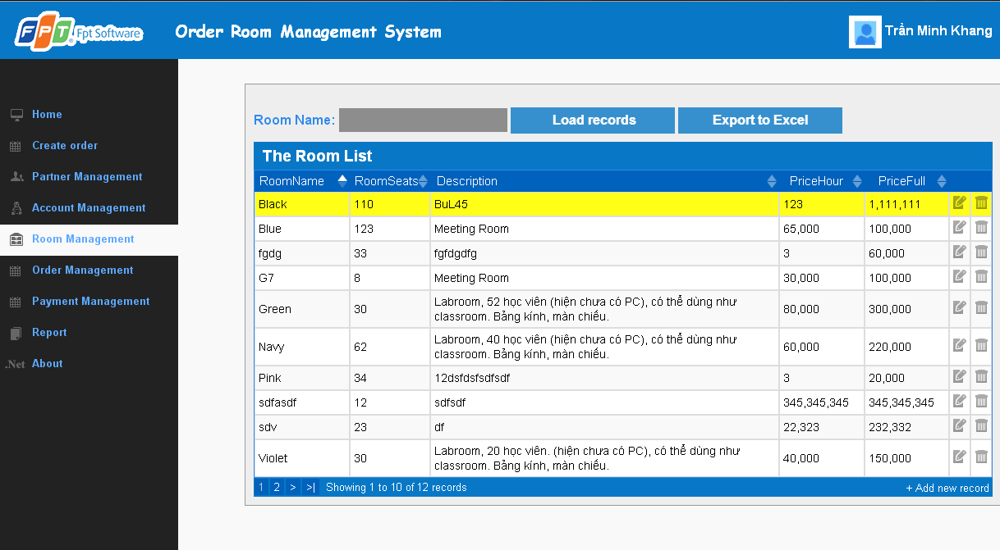 FPT Fpt Software
Order Room Management System
Trần Minh Khang
Home
Create order
Partner Management
Account Management
Room Management
Order Management
Payment Management
Report
.Net About
Room Name: Load records Export to Excel
The Room List
RoomName RoomSeats Description PriceHour PriceFull
Black 110 BuL45 123 1,111,111
Blue 123 Meeting Room 65,000 100,000
fgdg 33 fgfdgdfg 3 60,000
G7 8 Meeting Room 30,000 100,000
Green 30 Labroom, 52 học viên (hiện chưa có PC), có thể dùng như 80,000 300,000
classroom. Bảng kính, màn chiếu.
Navy 62 Labroom, 40 học viên (hiện chưa có PC), có thể dùng như 60,000 220,000
classroom. Bảng kính, màn chiếu.
Pink 34 12dsfdsfsdfsdf 3 20,000
sdfasdf 12 sdfsdf 345,345,345 345,345,345
sdv 23 df 22,323 232,332
Violet 30 Labroom, 20 học viên. (hiện chưa có PC), có thể dùng như 40,000 150,000
classroom. Bảng kính, màn chiếu.
1 2 > >| Showing 1 to 10 of 12 records + Add new record